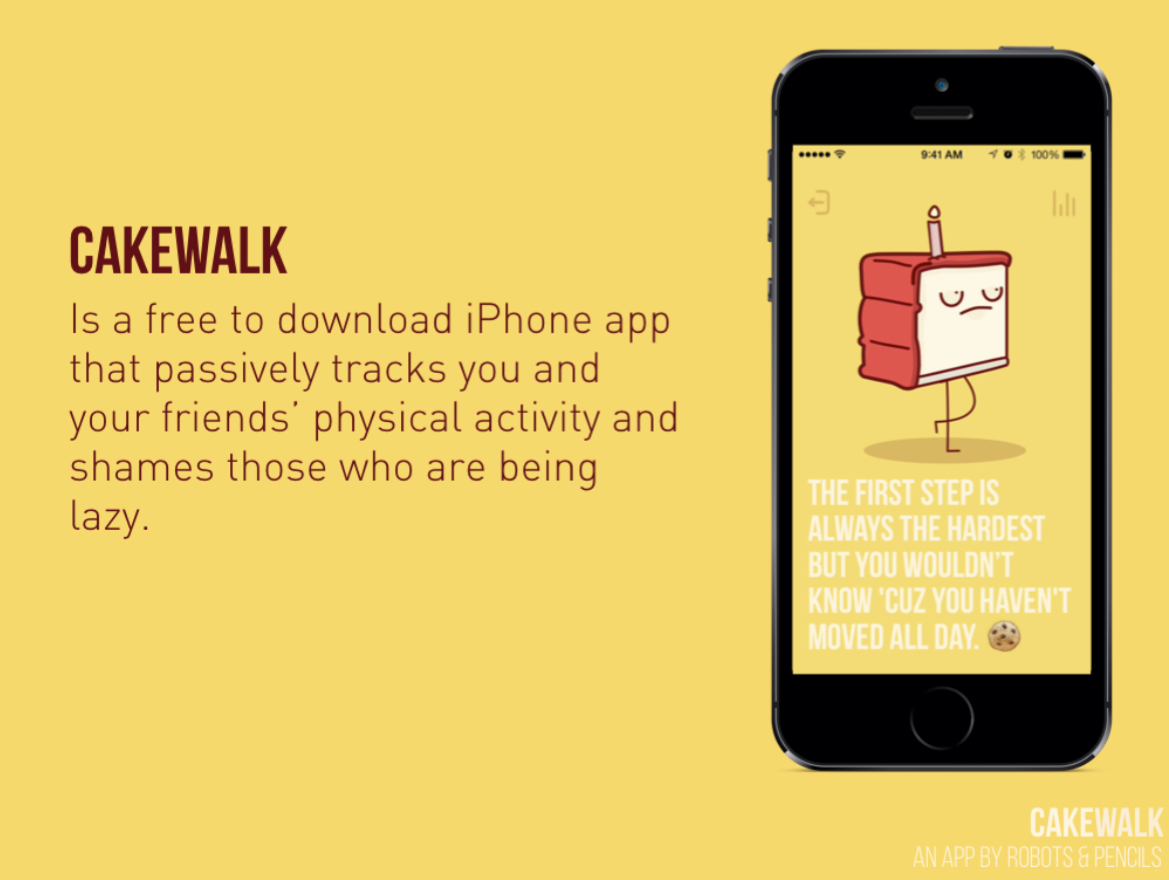 CAKEWALK
Is a free to download iPhone app
that passively tracks you and
your friends’ physical activity and
shames those who are being
lazy.
9:41 AM 100%
THE FIRST STEP IS
ALWAYS THE HARDEST
BUT YOU WOULDN'T
KNOW 'CUZ YOU HAVEN'T
MOVED ALL DAY.
CAKEWALK
AN APP BY ROBOTS & PENCILS